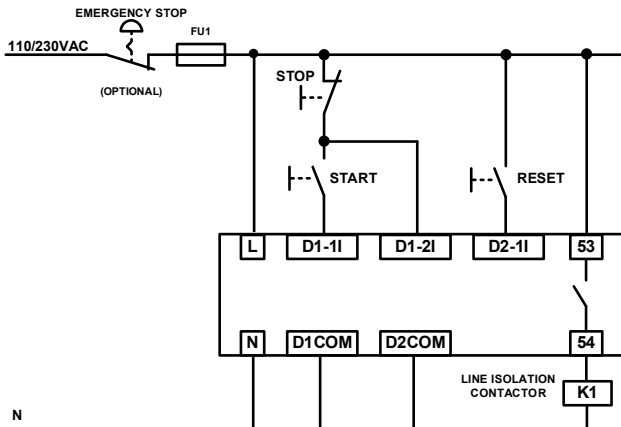 EMERGENCY STOP
110/230VAC
FU1
(OPTIONAL)
STOP
START
RESET
L
D1-1I
D1-2I
D2-1I
53
N
D1COM
D2COM
54
LINE ISOLATION
CONTACTOR
K1
N